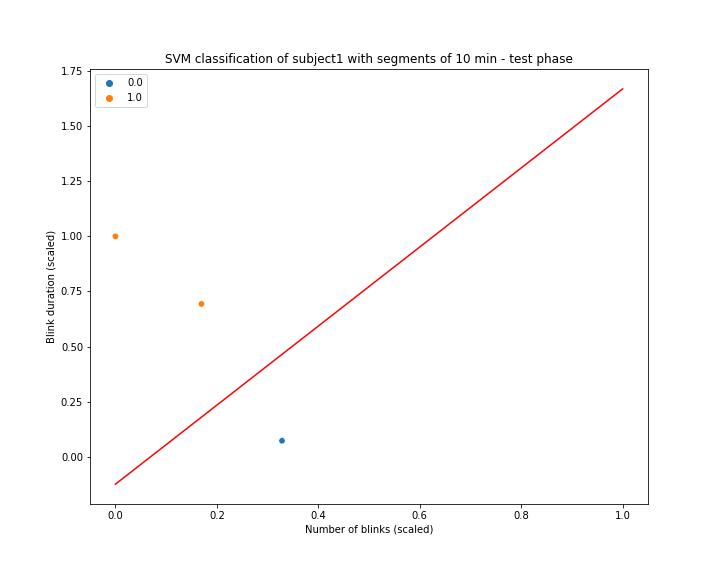 SVM classification of subject1 with segments of 10 min - test phase
0.0
1.0
1.75
1.50
1.25
1.00
0.75
0.50
0.25
0.00
Blink duration (scaled)
0.0 0.2 0.4 0.6 0.8 1.0
Number of blinks (scaled)